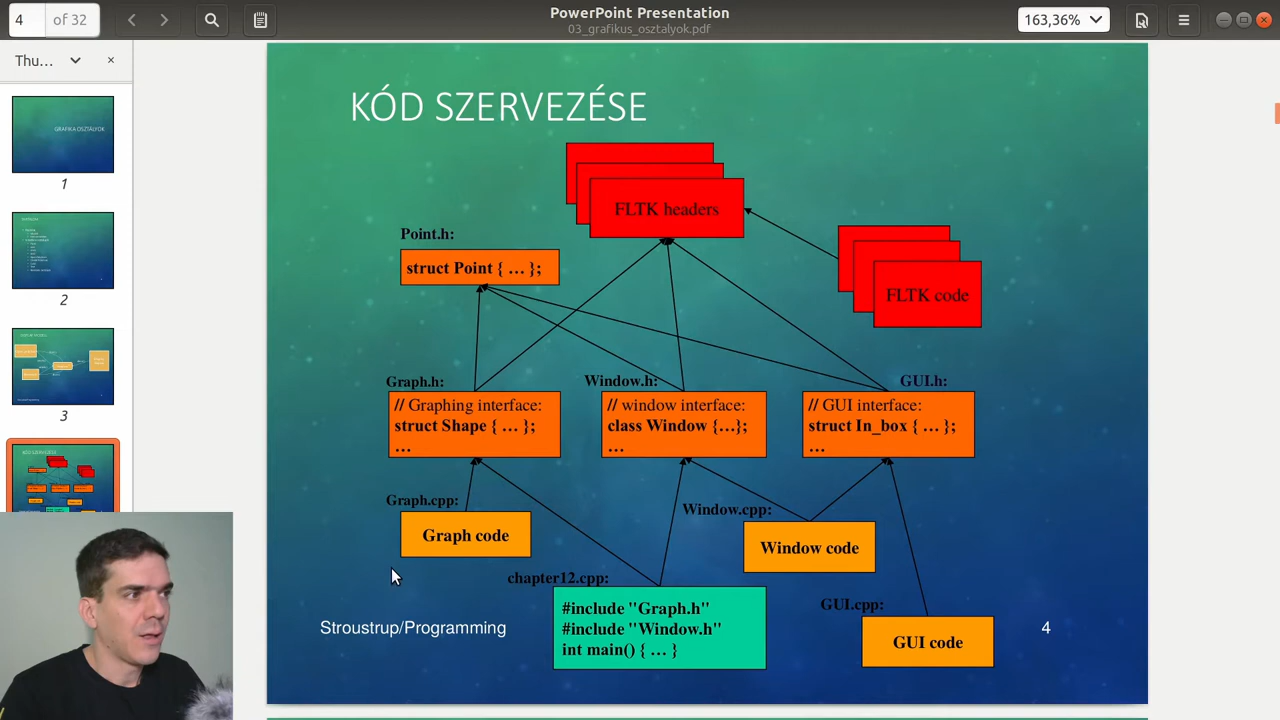 4 of 32
PowerPoint Presentation
03_grafikus_osztalyok.pdf
163,36%
Thu…
1
2
3
GRAFIKA OSZTÁLYOK
KÓD SZERVEZÉSE
FLTK headers
Point.h:
struct Point { … };
FLTK code
Graph.h:
// Graphing interface:
struct Shape { … };
…
Window.h:
// window interface:
class Window {…};
…
GUI.h:
// GUI interface:
struct In_box { … };
…
Graph.cpp:
Graph code
Window.cpp:
Window code
chapter12.cpp:
#include "Graph.h"
#include "Window.h"
int main() { … }
GUI.cpp:
GUI code
Stroustrup/Programming
4